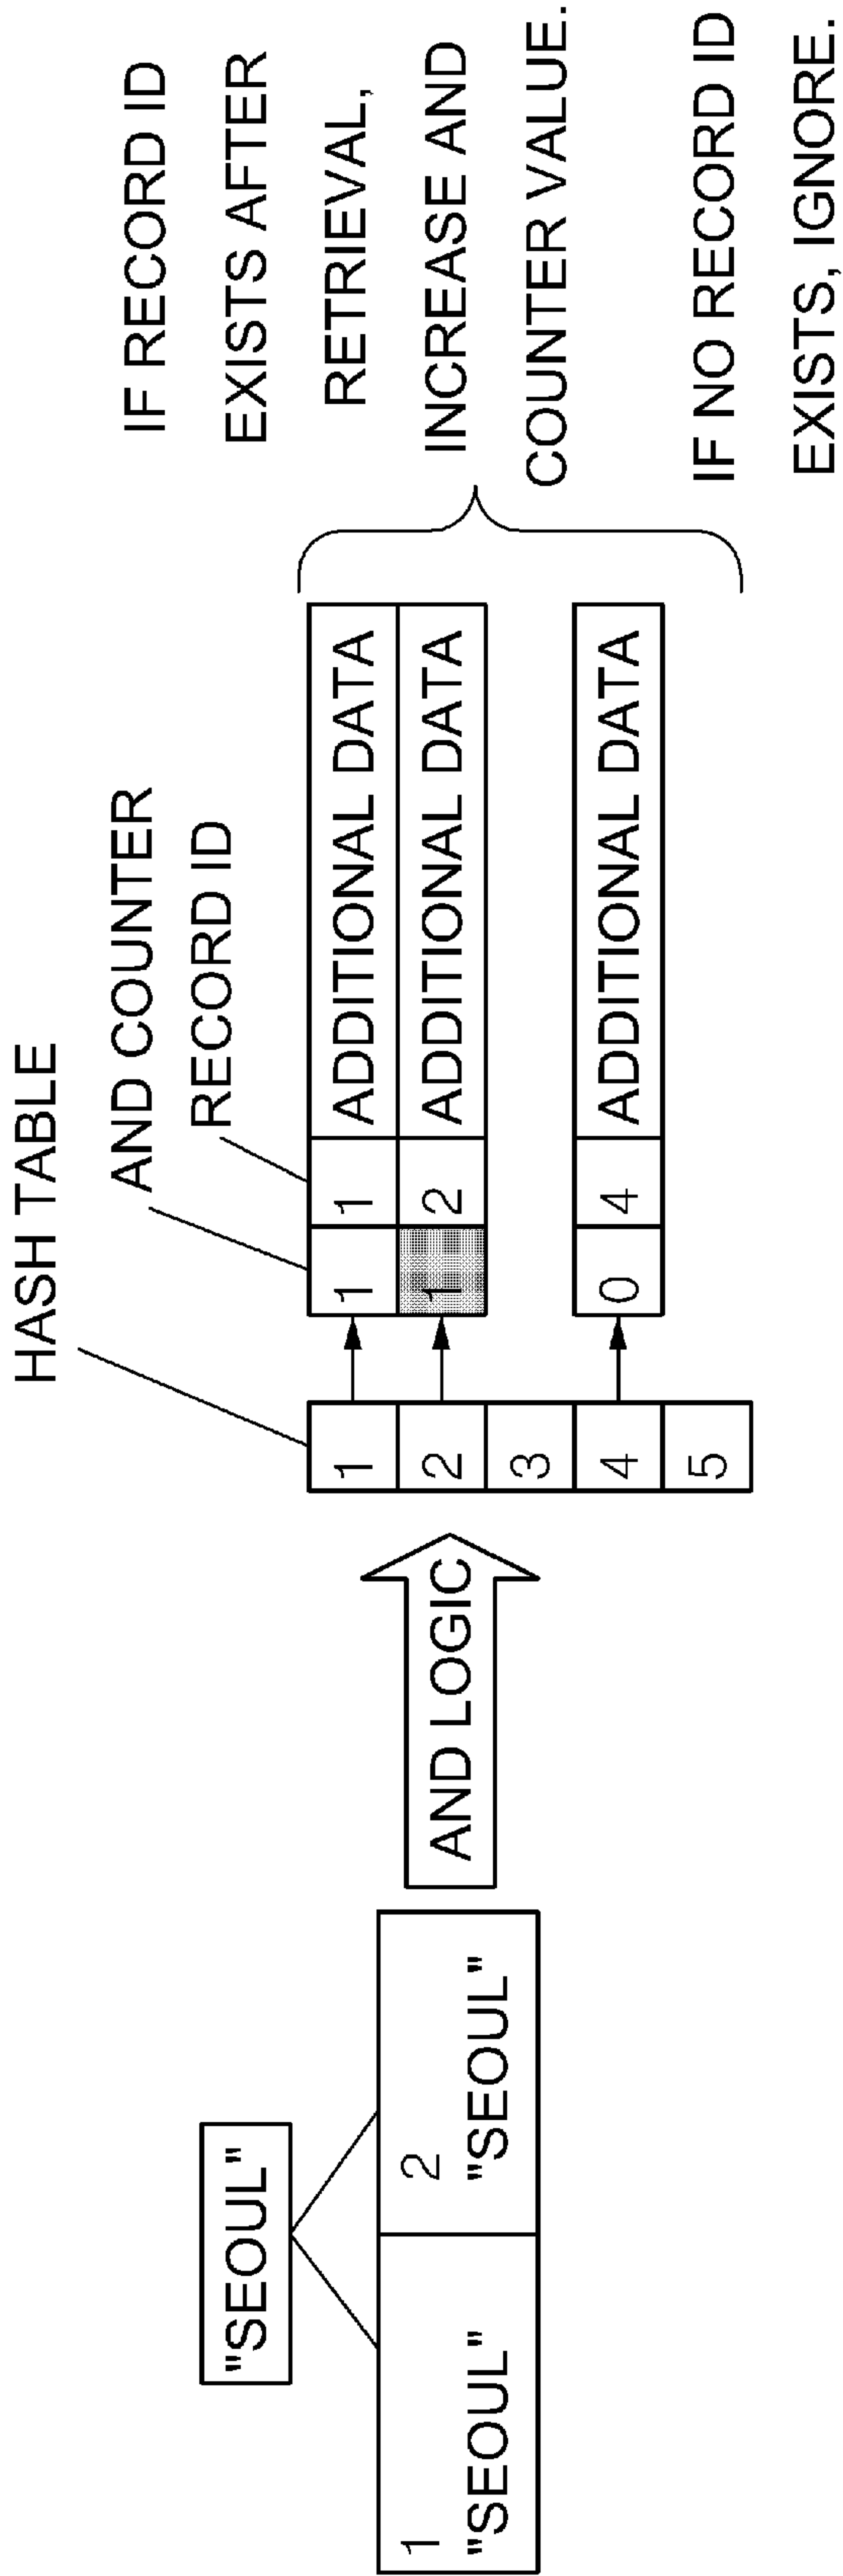 "SEOUL"
1
"SEOUL"
2
"SEOUL"
AND LOGIC
HASH TABLE
AND COUNTER
RECORD ID
1
2
3
4
5
1 1 ADDITIONAL DATA
1 2 ADDITIONAL DATA
0 4 ADDITIONAL DATA
IF RECORD ID
EXISTS AFTER
RETRIEVAL,
INCREASE AND
COUNTER VALUE.
IF NO RECORD ID
EXISTS, IGNORE.